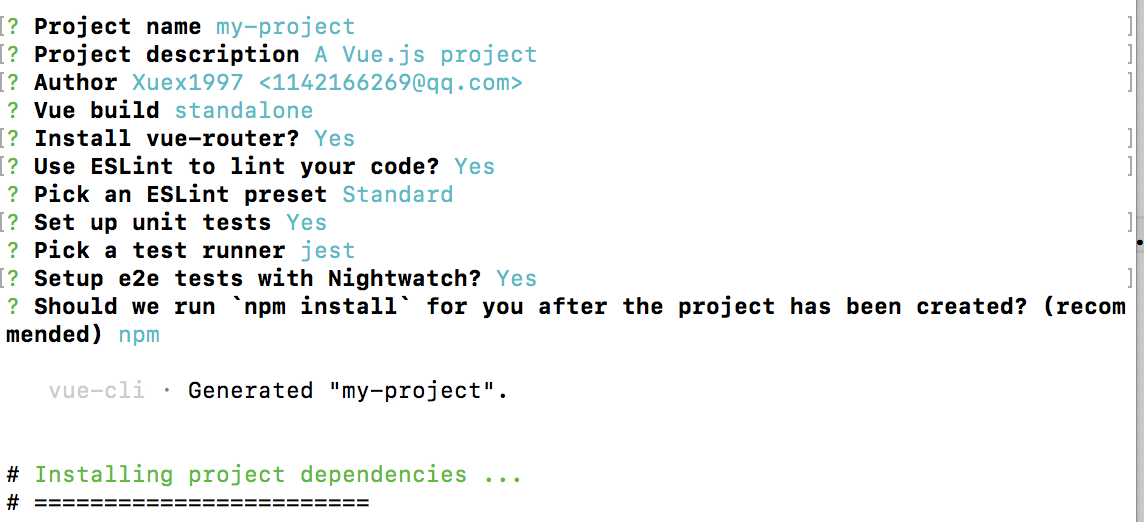 [? Project name my-project ]
[? Project description A Vue.js project ]
[? Author Xuex1997 <1142166269@qq.com> ]
? Vue build standalone
[? Install vue-router? Yes ]
[? Use ESLint to lint your code? Yes ]
? Pick an ESLint preset Standard
[? Set up unit tests Yes ]
? Pick a test runner jest
[? Setup e2e tests with Nightwatch? Yes ]
? Should we run `npm install` for you after the project has been created? (recom
mended) npm
vue-cli · Generated "my-project".
# Installing project dependencies ...
# ========================